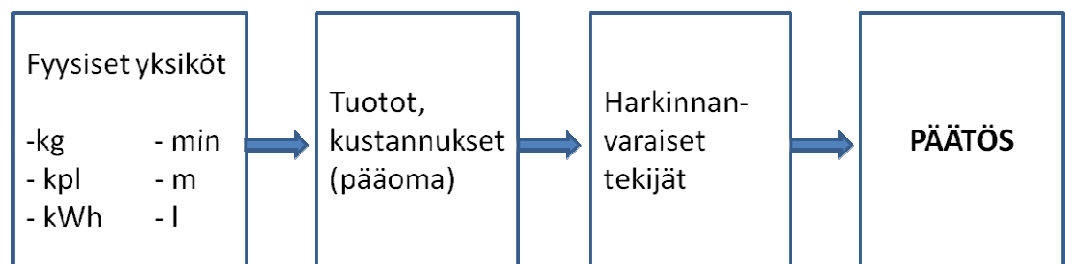 Fyysiset yksiköt
-kg - min
- kpl - m
- kWh - l
Tuotot,
kustannukset
(pääoma)
Harkinnan-
varaiset
tekijät
PÄÄTÖS